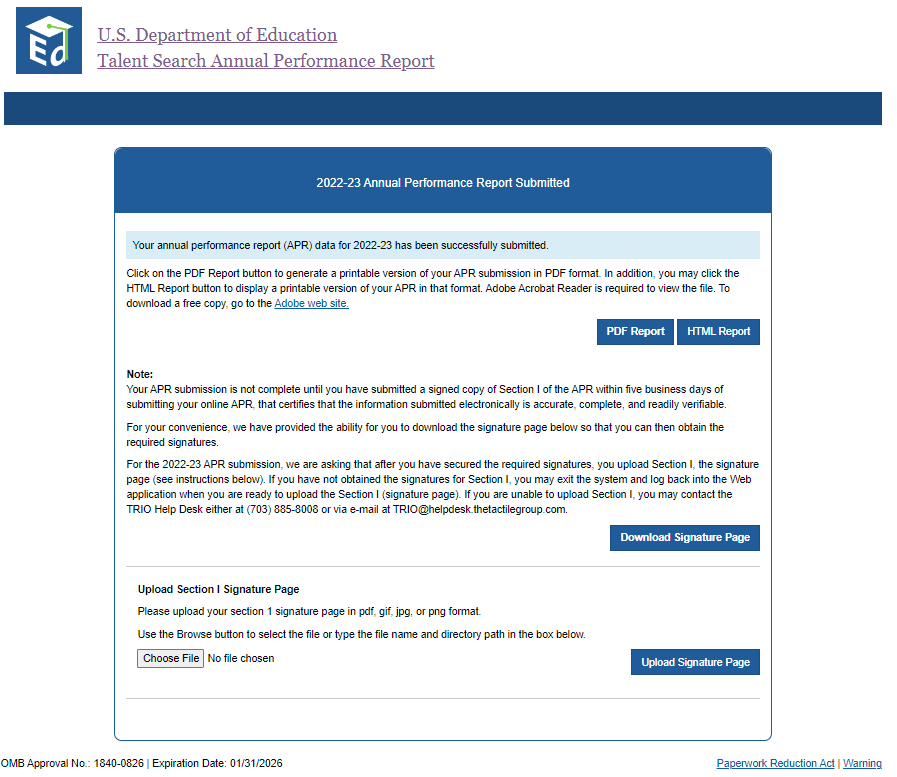 Ed
U.S. Department of Education
Talent Search Annual Performance Report
2022-23 Annual Performance Report Submitted
Your annual performance report (APR) data for 2022-23 has been successfully submitted.
Click on the PDF Report button to generate a printable version of your APR submission in PDF format. In addition, you may click the
HTML Report button to display a printable version of your APR in that format. Adobe Acrobat Reader is required to view the file. To
download a free copy, go to the Adobe web site.
PDF Report HTML Report
Note:
Your APR submission is not complete until you have submitted a signed copy of Section I of the APR within five business days of
submitting your online APR, that certifies that the information submitted electronically is accurate, complete, and readily verifiable.
For your convenience, we have provided the ability for you to download the signature page below so that you can then obtain the
required signatures.
For the 2022-23 APR submission, we are asking that after you have secured the required signatures, you upload Section I, the signature
page (see instructions below). If you have not obtained the signatures for Section I, you may exit the system and log back into the Web
application when you are ready to upload the Section I (signature page). If you are unable to upload Section I, you may contact the
TRIO Help Desk either at (703) 885-8008 or via e-mail at TRIO@helpdesk.thetactilegroup.com.
Download Signature Page
Upload Section I Signature Page
Please upload your section 1 signature page in pdf, gif, jpg, or png format.
Use the Browse button to select the file or type the file name and directory path in the box below.
Choose File No file chosen
Upload Signature Page
OMB Approval No.: 1840-0826 | Expiration Date: 01/31/2026
Paperwork Reduction Act | Warning